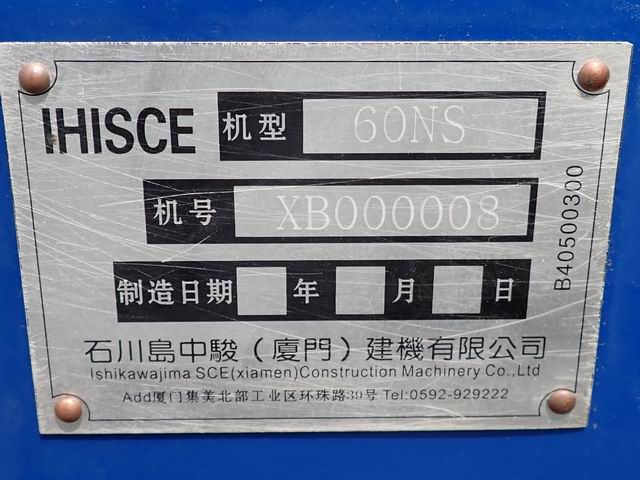 IHISCE 机型 60NS
机号 XB000008
制造日期 年 月 日
石川島中駿（廈門）建機有限公司
Ishikawajima SCE(xiamen)Construction Machinery Co.,Ltd
Add厦门集美北部工业区环珠路39号 Tel:0592-929222
B40500300